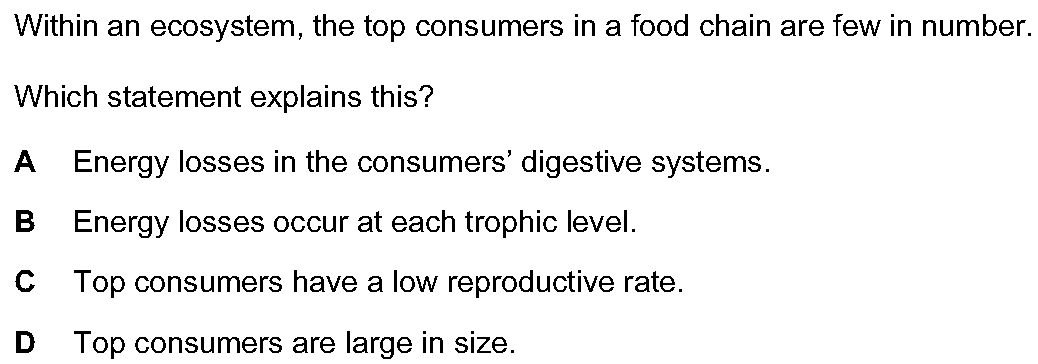 Within an ecosystem, the top consumers in a food chain are few in number.
Which statement explains this?
A Energy losses in the consumers’ digestive systems.
B Energy losses occur at each trophic level.
C Top consumers have a low reproductive rate.
D Top consumers are large in size.